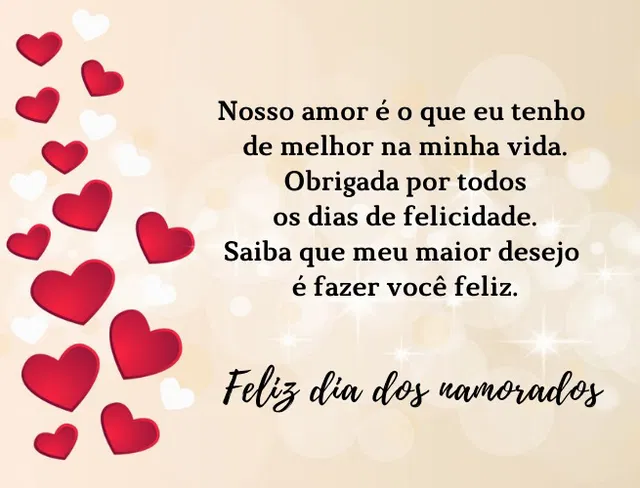 Nosso amor é o que eu tenho
de melhor na minha vida.
Obrigada por todos
os dias de felicidade.
Saiba que meu maior desejo
é fazer você feliz.
Feliz dia dos namorados